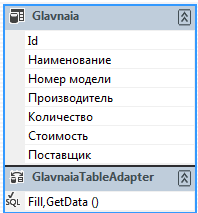 Glavnaia
Id
Наименование
Номер модели
Производитель
Количество
Стоимость
Поставщик
GlavnaiaTableAdapter
SQL Fill,GetData ()